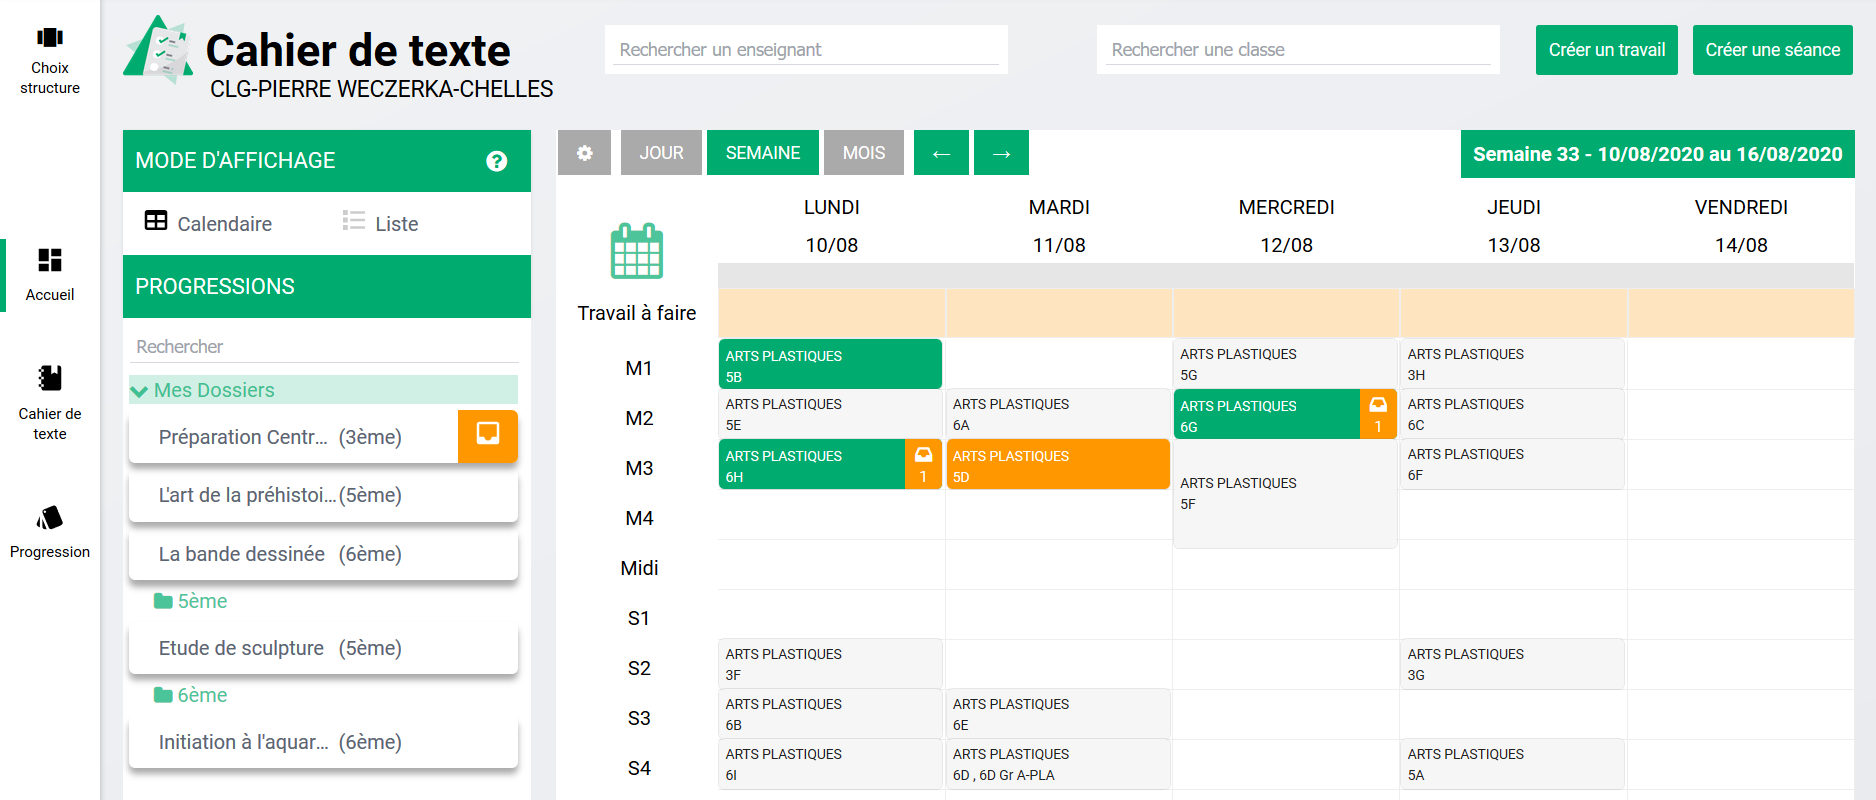 Choix
structure
Accueil
Cahier de
texte
Progression
Cahier de texte
CLG-PIERRE WECZERKA-CHELLES
Rechercher un enseignant
Rechercher une classe
Créer un travail
Créer une séance
MODE D'AFFICHAGE
?
Calendaire
Liste
PROGRESSIONS
Rechercher
Mes Dossiers
Préparation Centr... (3ème)
L'art de la préhistoi... (5ème)
La bande dessinée (6ème)
5ème
Etude de sculpture (5ème)
6ème
Initiation à l'aquar... (6ème)
JOUR
SEMAINE
MOIS
←
→
Semaine 33 - 10/08/2020 au 16/08/2020
LUNDI
10/08
MARDI
11/08
MERCREDI
12/08
JEUDI
13/08
VENDREDI
14/08
Travail à faire
M1
ARTS PLASTIQUES
5B
ARTS PLASTIQUES
5G
ARTS PLASTIQUES
3H
M2
ARTS PLASTIQUES
5E
ARTS PLASTIQUES
6A
ARTS PLASTIQUES
6G
1
ARTS PLASTIQUES
6C
M3
ARTS PLASTIQUES
6H
1
ARTS PLASTIQUES
5D
ARTS PLASTIQUES
5F
ARTS PLASTIQUES
6F
M4
Midi
S1
S2
ARTS PLASTIQUES
3F
ARTS PLASTIQUES
3G
S3
ARTS PLASTIQUES
6B
ARTS PLASTIQUES
6E
S4
ARTS PLASTIQUES
6I
ARTS PLASTIQUES
6D , 6D Gr A-PLA
ARTS PLASTIQUES
5A